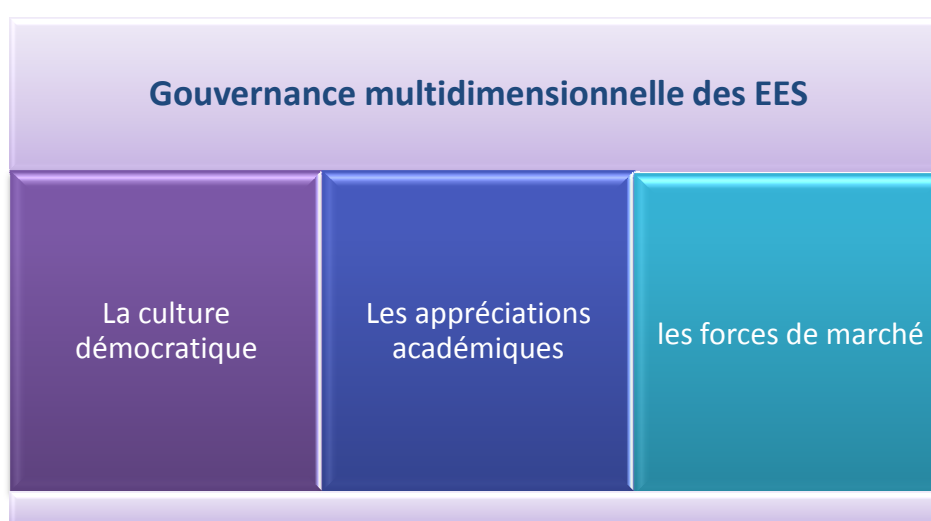 Gouvernance multidimensionnelle des EES
La culture
démocratique
Les appréciations
académiques
les forces de marché